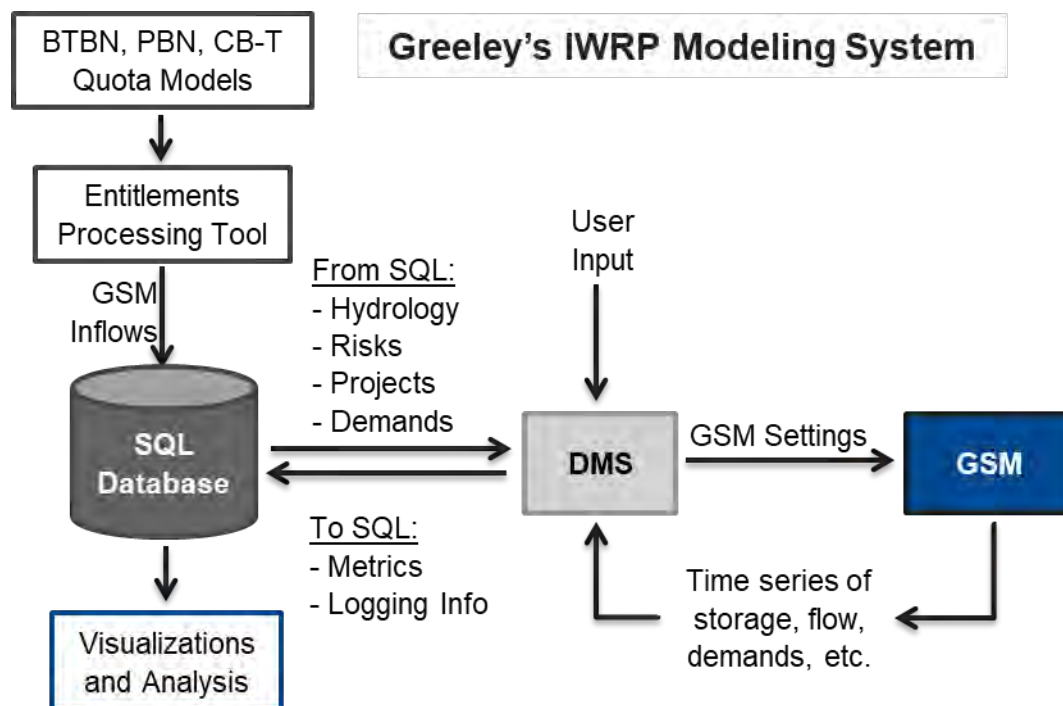 Greeley's IWRP Modeling System
BTBN, PBN, CB-T
Quota Models
Entitlements
Processing Tool
GSM
Inflows
SQL
Database
Visualizations
and Analysis
From SQL:
- Hydrology
- Risks
- Projects
- Demands
To SQL:
- Metrics
- Logging Info
User
Input
DMS
GSM Settings
GSM
Time series of
storage, flow,
demands, etc.